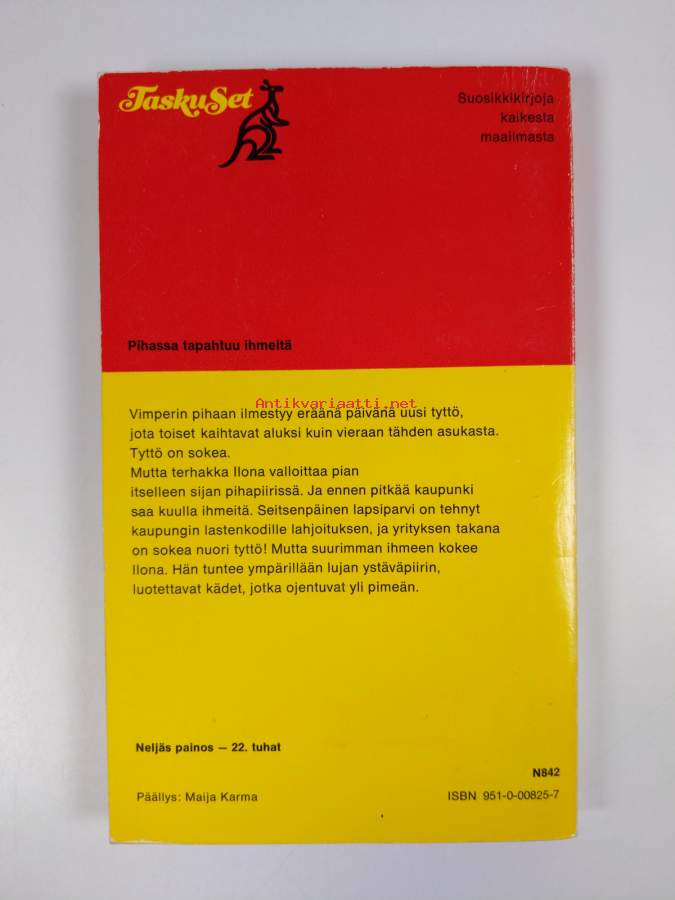 TaskuSet
Suosikkikirjoja
kaikesta
maailmasta
Pihassa tapahtuu ihmeitä
Antikvariaatti.net
Vimperin pihaan ilmestyy eräänä päivänä uusi tyttö,
jota toiset kaihtavat aluksi kuin vieraan tähden asukasta.
Tyttö on sokea.
Mutta terhakka Ilona valloittaa pian
itselleen sijan pihapiirissä. Ja ennen pitkää kaupunki
saa kuulla ihmeitä. Seitsenpäinen lapsiparvi on tehnyt
kaupungin lastenkodille lahjoituksen, ja yrityksen takana
on sokea nuori tyttö! Mutta suurimman ihmeen kokee
Ilona. Hän tuntee ympärillään lujan ystäväpiirin,
luotettavat kädet, jotka ojentuvat yli pimeän.
Neljäs painos – 22. tuhat
N842
Päällys: Maija Karma
ISBN 951-0-00825-7